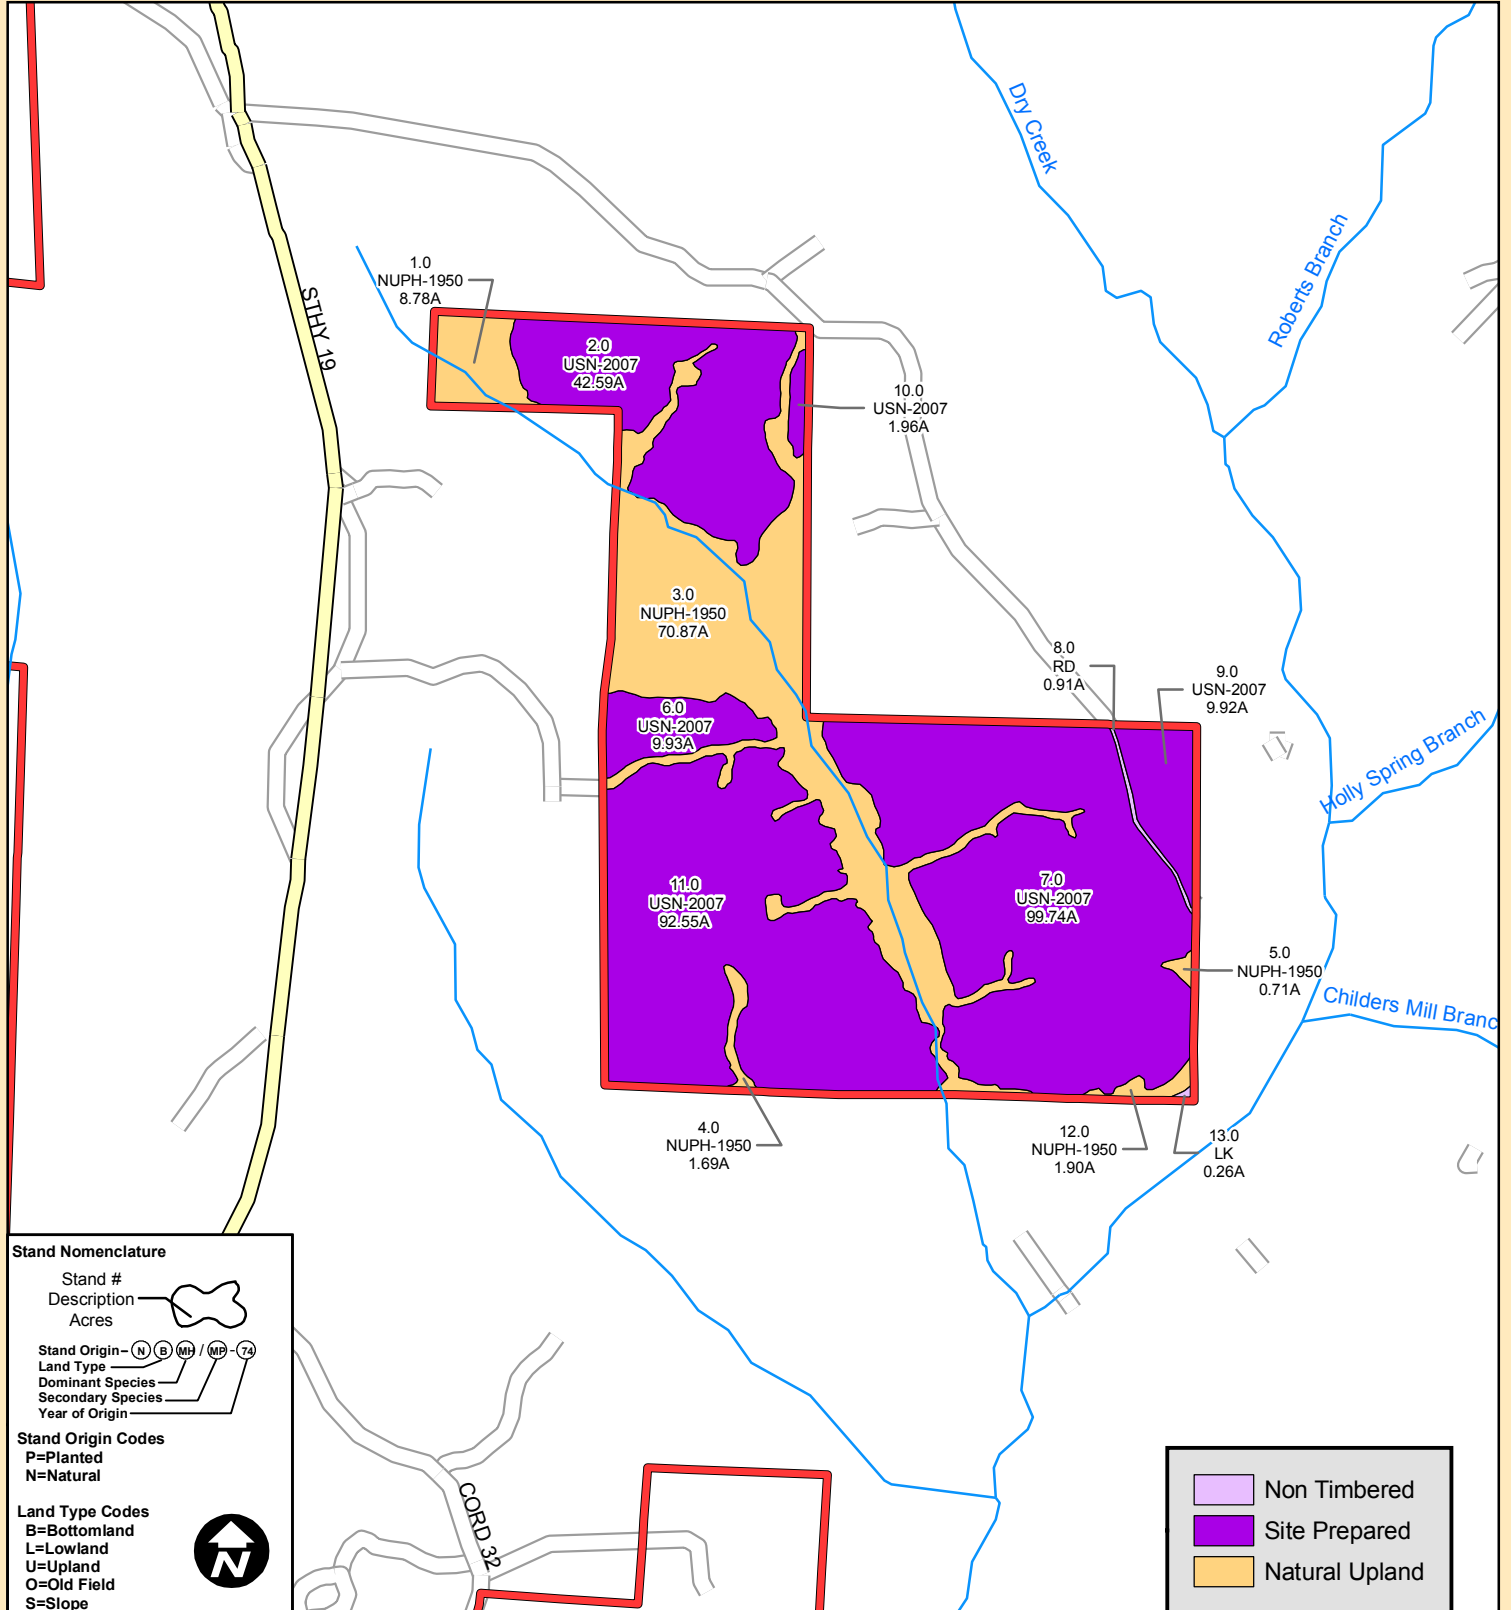 Dry Creek
Roberts Branch
STHY 19
1.0
NUPH-1950
8.78A
2.0
USN-2007
42.59A
10.0
USN-2007
1.96A
3.0
NUPH-1950
70.87A
8.0
RD
0.91A
9.0
USN-2007
9.92A
6.0
USN-2007
9.93A
Holly Spring Branch
11.0
USN-2007
92.55A
7.0
USN-2007
99.74A
5.0
NUPH-1950
0.71A
Childers Mill Branc
4.0
NUPH-1950
1.69A
12.0
NUPH-1950
1.90A
13.0
LK
0.26A
Stand Nomenclature
Stand #
Description
Acres
Stand Origin- N B MH / MP - 74
Land Type
Dominant Species
Secondary Species
Year of Origin
Stand Origin Codes
P=Planted
N=Natural
Land Type Codes
B=Bottomland
L=Lowland
U=Upland
O=Old Field
S=Slope
N
CORD 32
Non Timbered
Site Prepared
Natural Upland